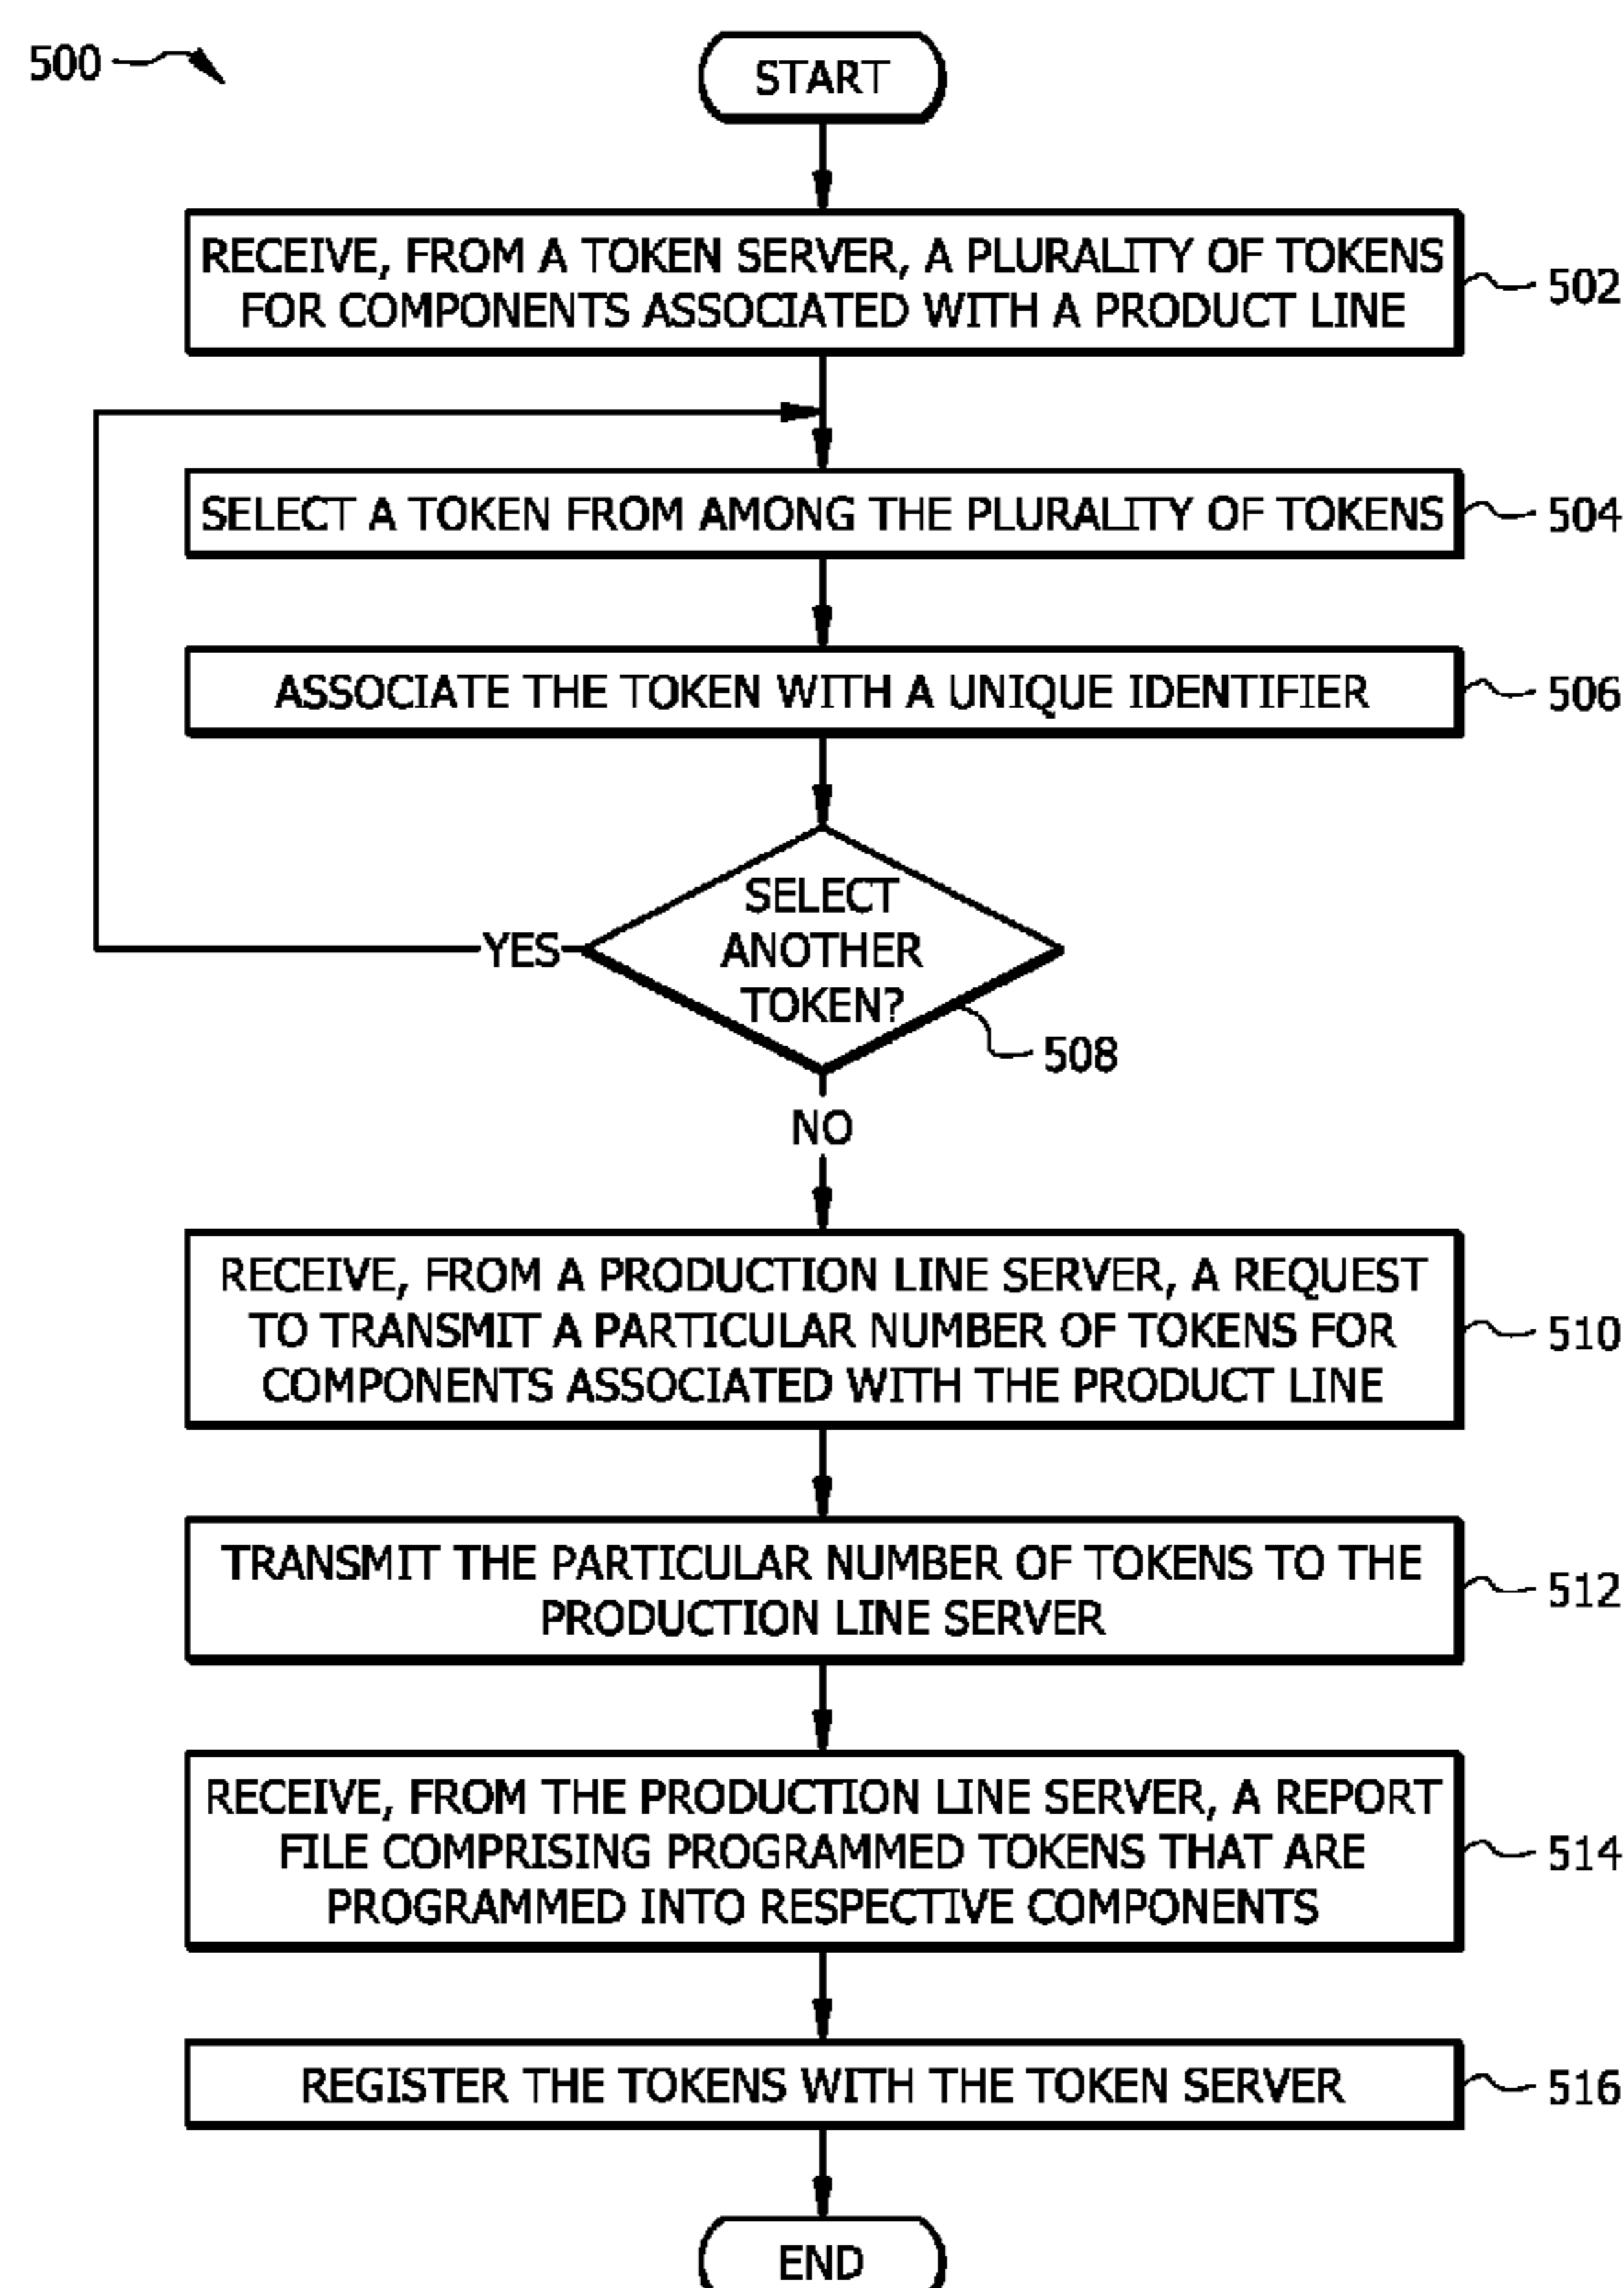 500
START
RECEIVE, FROM A TOKEN SERVER, A PLURALITY OF TOKENS
FOR COMPONENTS ASSOCIATED WITH A PRODUCT LINE
502
SELECT A TOKEN FROM AMONG THE PLURALITY OF TOKENS
504
ASSOCIATE THE TOKEN WITH A UNIQUE IDENTIFIER
506
SELECT
ANOTHER
TOKEN?
YES
508
NO
RECEIVE, FROM A PRODUCTION LINE SERVER, A REQUEST
TO TRANSMIT A PARTICULAR NUMBER OF TOKENS FOR
COMPONENTS ASSOCIATED WITH THE PRODUCT LINE
510
TRANSMIT THE PARTICULAR NUMBER OF TOKENS TO THE
PRODUCTION LINE SERVER
512
RECEIVE, FROM THE PRODUCTION LINE SERVER, A REPORT
FILE COMPRISING PROGRAMMED TOKENS THAT ARE
PROGRAMMED INTO RESPECTIVE COMPONENTS
514
REGISTER THE TOKENS WITH THE TOKEN SERVER
516
END